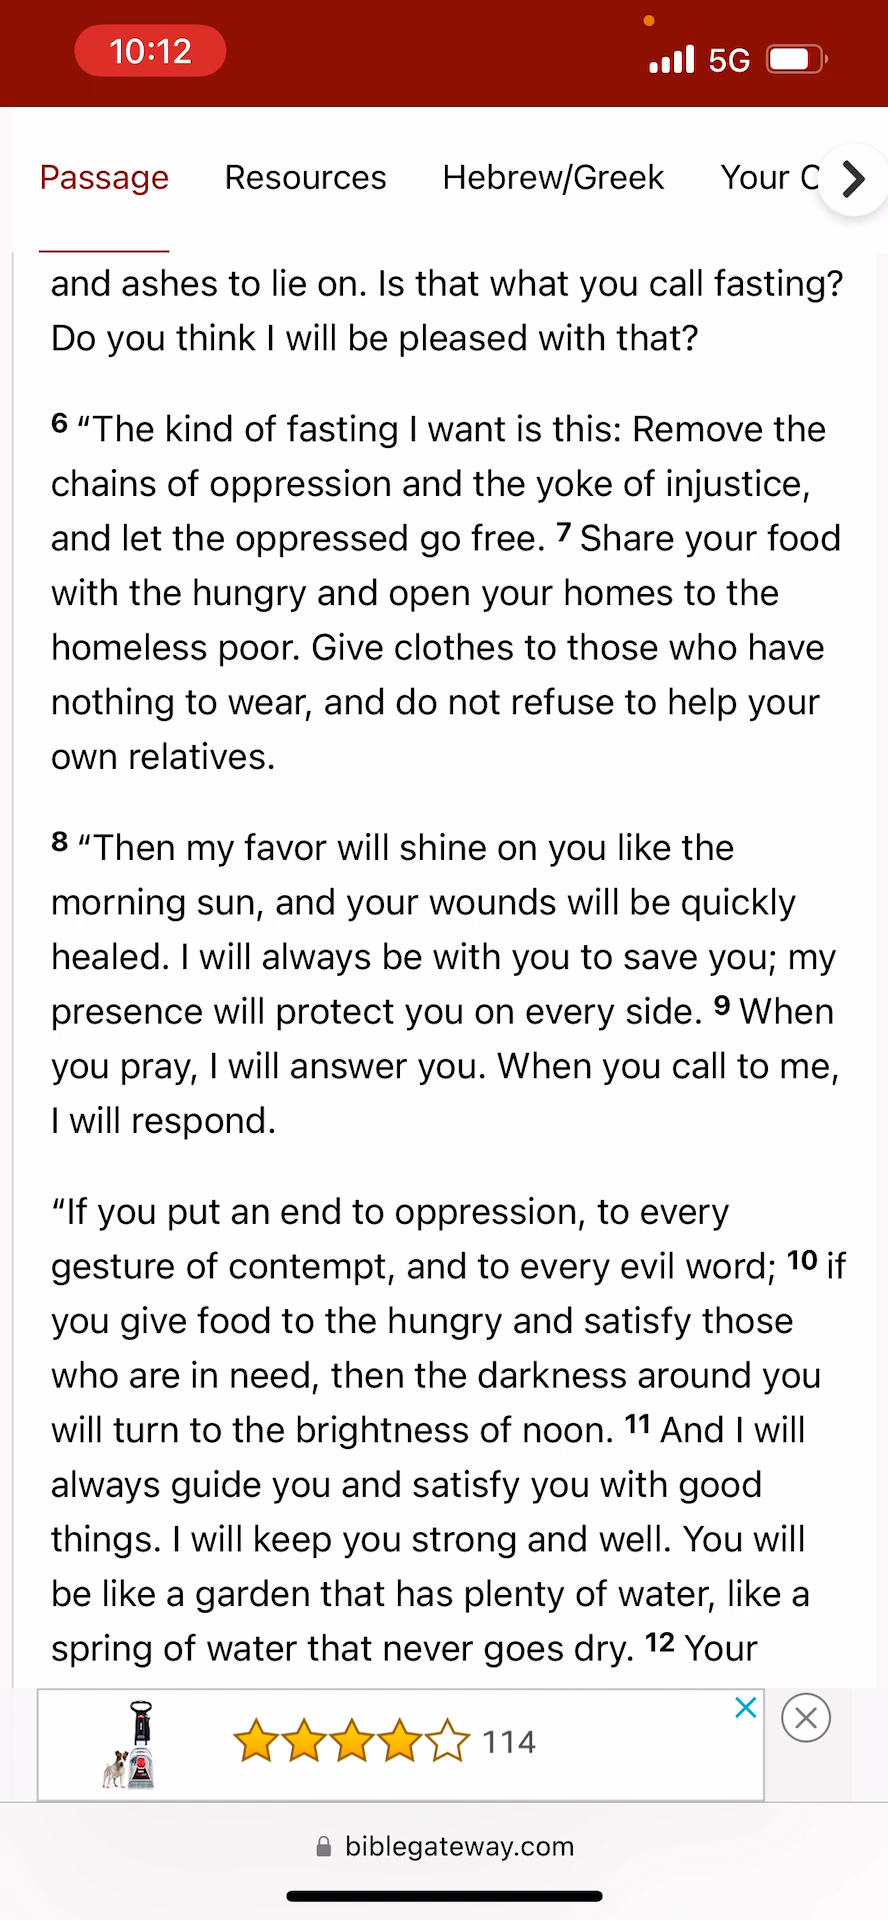 10:12
5G
Passage Resources Hebrew/Greek Your
and ashes to lie on. Is that what you call fasting?
Do you think I will be pleased with that?
6 “The kind of fasting I want is this: Remove the
chains of oppression and the yoke of injustice,
and let the oppressed go free. 7 Share your food
with the hungry and open your homes to the
homeless poor. Give clothes to those who have
nothing to wear, and do not refuse to help your
own relatives.
8 “Then my favor will shine on you like the
morning sun, and your wounds will be quickly
healed. I will always be with you to save you; my
presence will protect you on every side. 9 When
you pray, I will answer you. When you call to me,
I will respond.
“If you put an end to oppression, to every
gesture of contempt, and to every evil word; 10 if
you give food to the hungry and satisfy those
who are in need, then the darkness around you
will turn to the brightness of noon. 11 And I will
always guide you and satisfy you with good
things. I will keep you strong and well. You will
be like a garden that has plenty of water, like a
spring of water that never goes dry. 12 Your
114
biblegateway.com